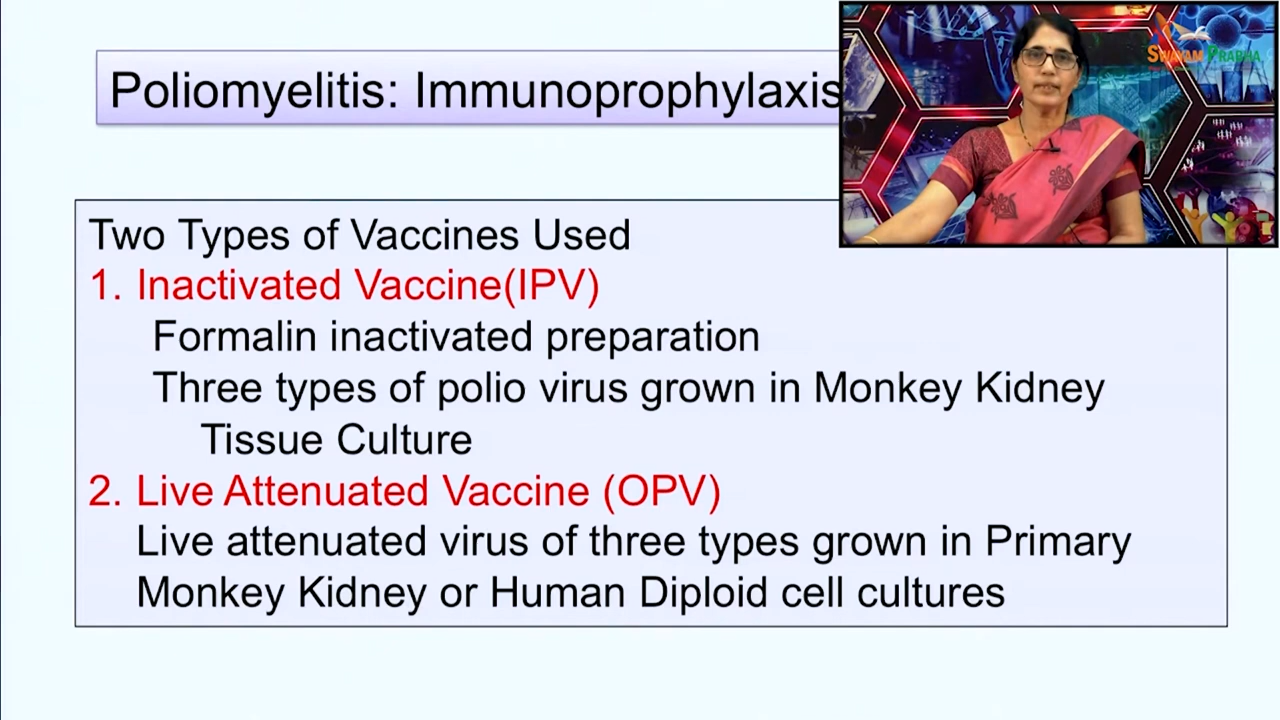 Poliomyelitis: Immunoprophylaxis
SWAYAM PRABHA
Two Types of Vaccines Used
1. Inactivated Vaccine(IPV)
Formalin inactivated preparation
Three types of polio virus grown in Monkey Kidney
Tissue Culture
2. Live Attenuated Vaccine (OPV)
Live attenuated virus of three types grown in Primary
Monkey Kidney or Human Diploid cell cultures